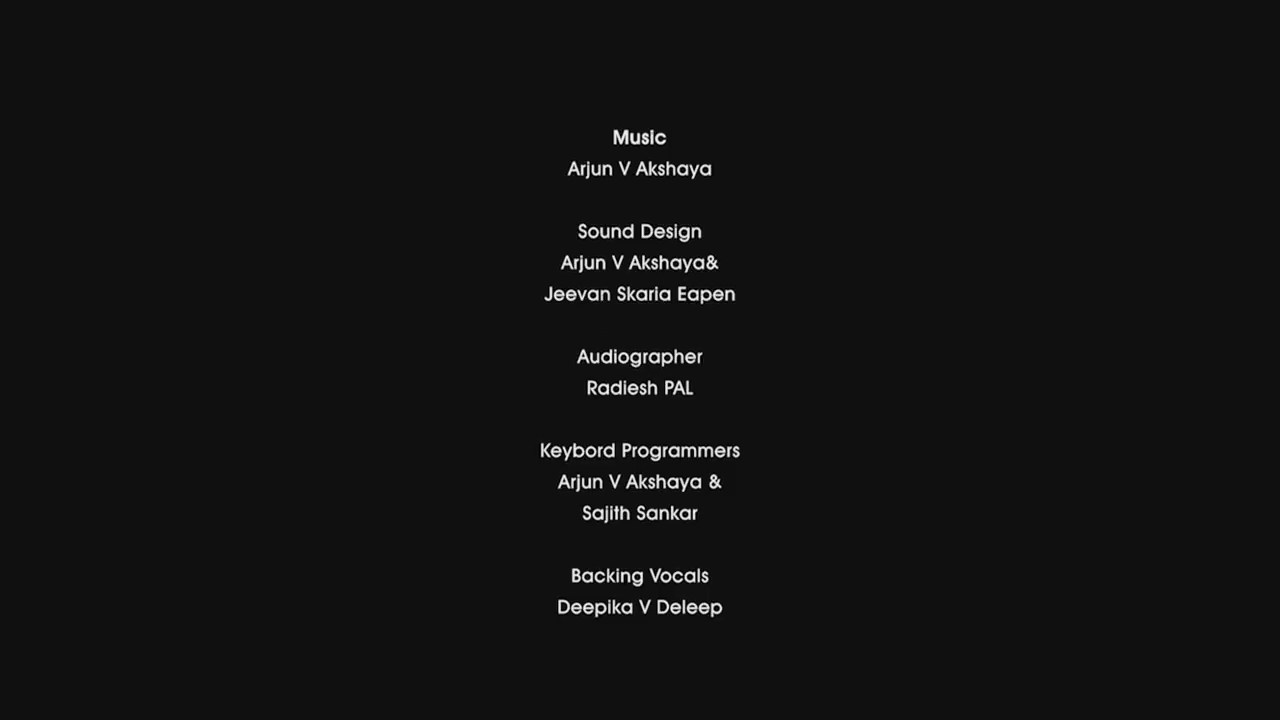 Music
Arjun V Akshaya
Sound Design
Arjun V Akshaya&
Jeevan Skaria Eapen
Audiographer
Radiesh PAL
Keybord Programmers
Arjun V Akshaya &
Sajith Sankar
Backing Vocals
Deepika V Deleep